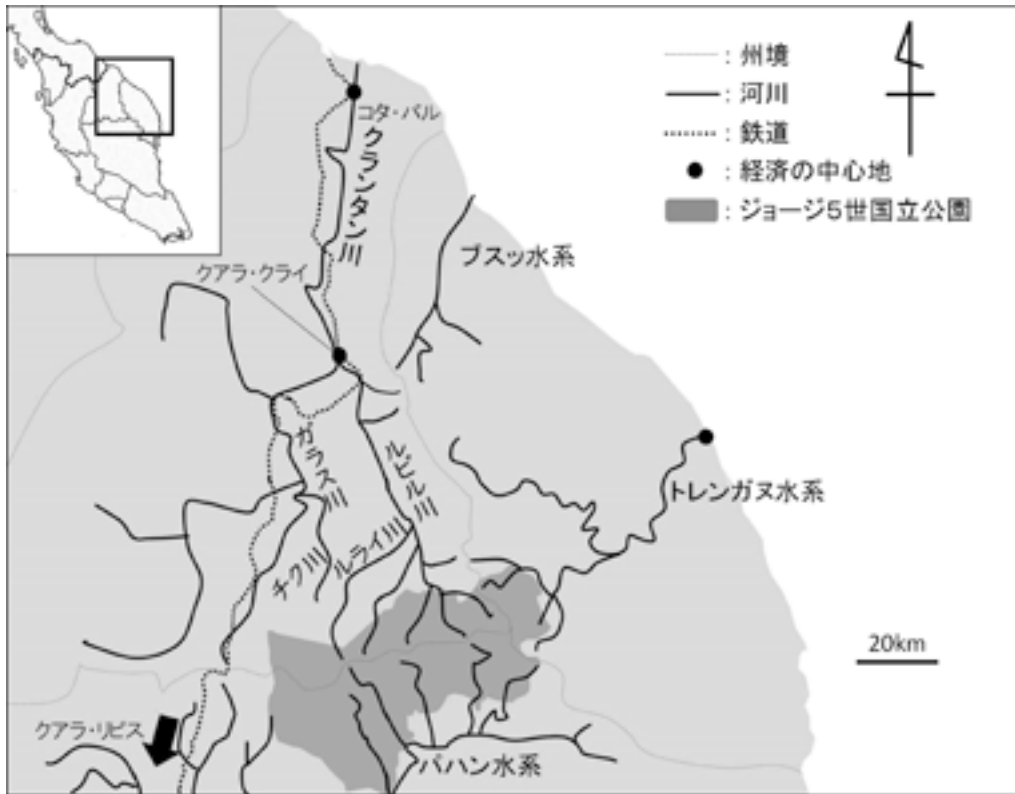 州境
河川
鉄道
経済の中心地
ジョージ5世国立公園
コタ・バル
クランタン川
ブスッ水系
クアラ・クライ
ガラス川
ルビル川
トレンガヌ水系
チク川
ルライ川
20km
クアラ・リピス
パハン水系